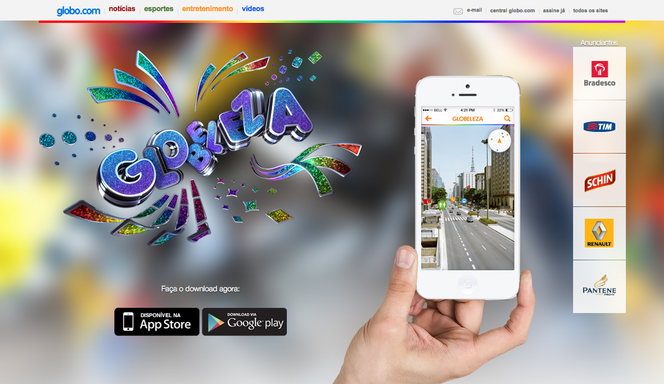 globo.com
notícias
esportes
entretenimento
vídeos
e-mail
central globo.com
assine já
todos os sites
Anunciantes
GLOBELEZA
BELL
4:21 PM
22%
GLOBELEZA
Bradesco
TIM
SCHIN
RENAULT
PANTENE
Faça o download agora:
DISPONÍVEL NA
App Store
DOWNLOAD VIA
Google play